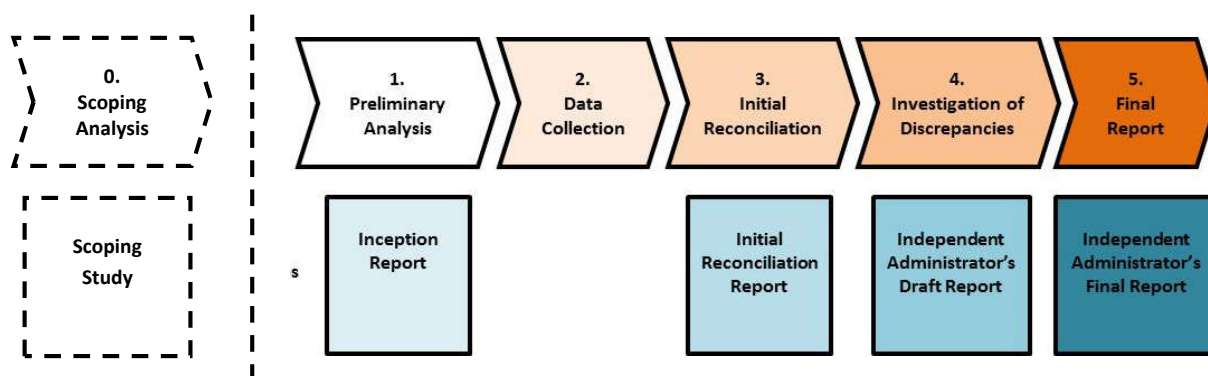 0.
Scoping
Analysis
1.
Preliminary
Analysis
2.
Data
Collection
3.
Initial
Reconciliation
4.
Investigation of
Discrepancies
5.
Final
Report
Scoping
Study
s
Inception
Report
Initial
Reconciliation
Report
Independent
Administrator's
Draft Report
Independent
Administrator's
Final Report